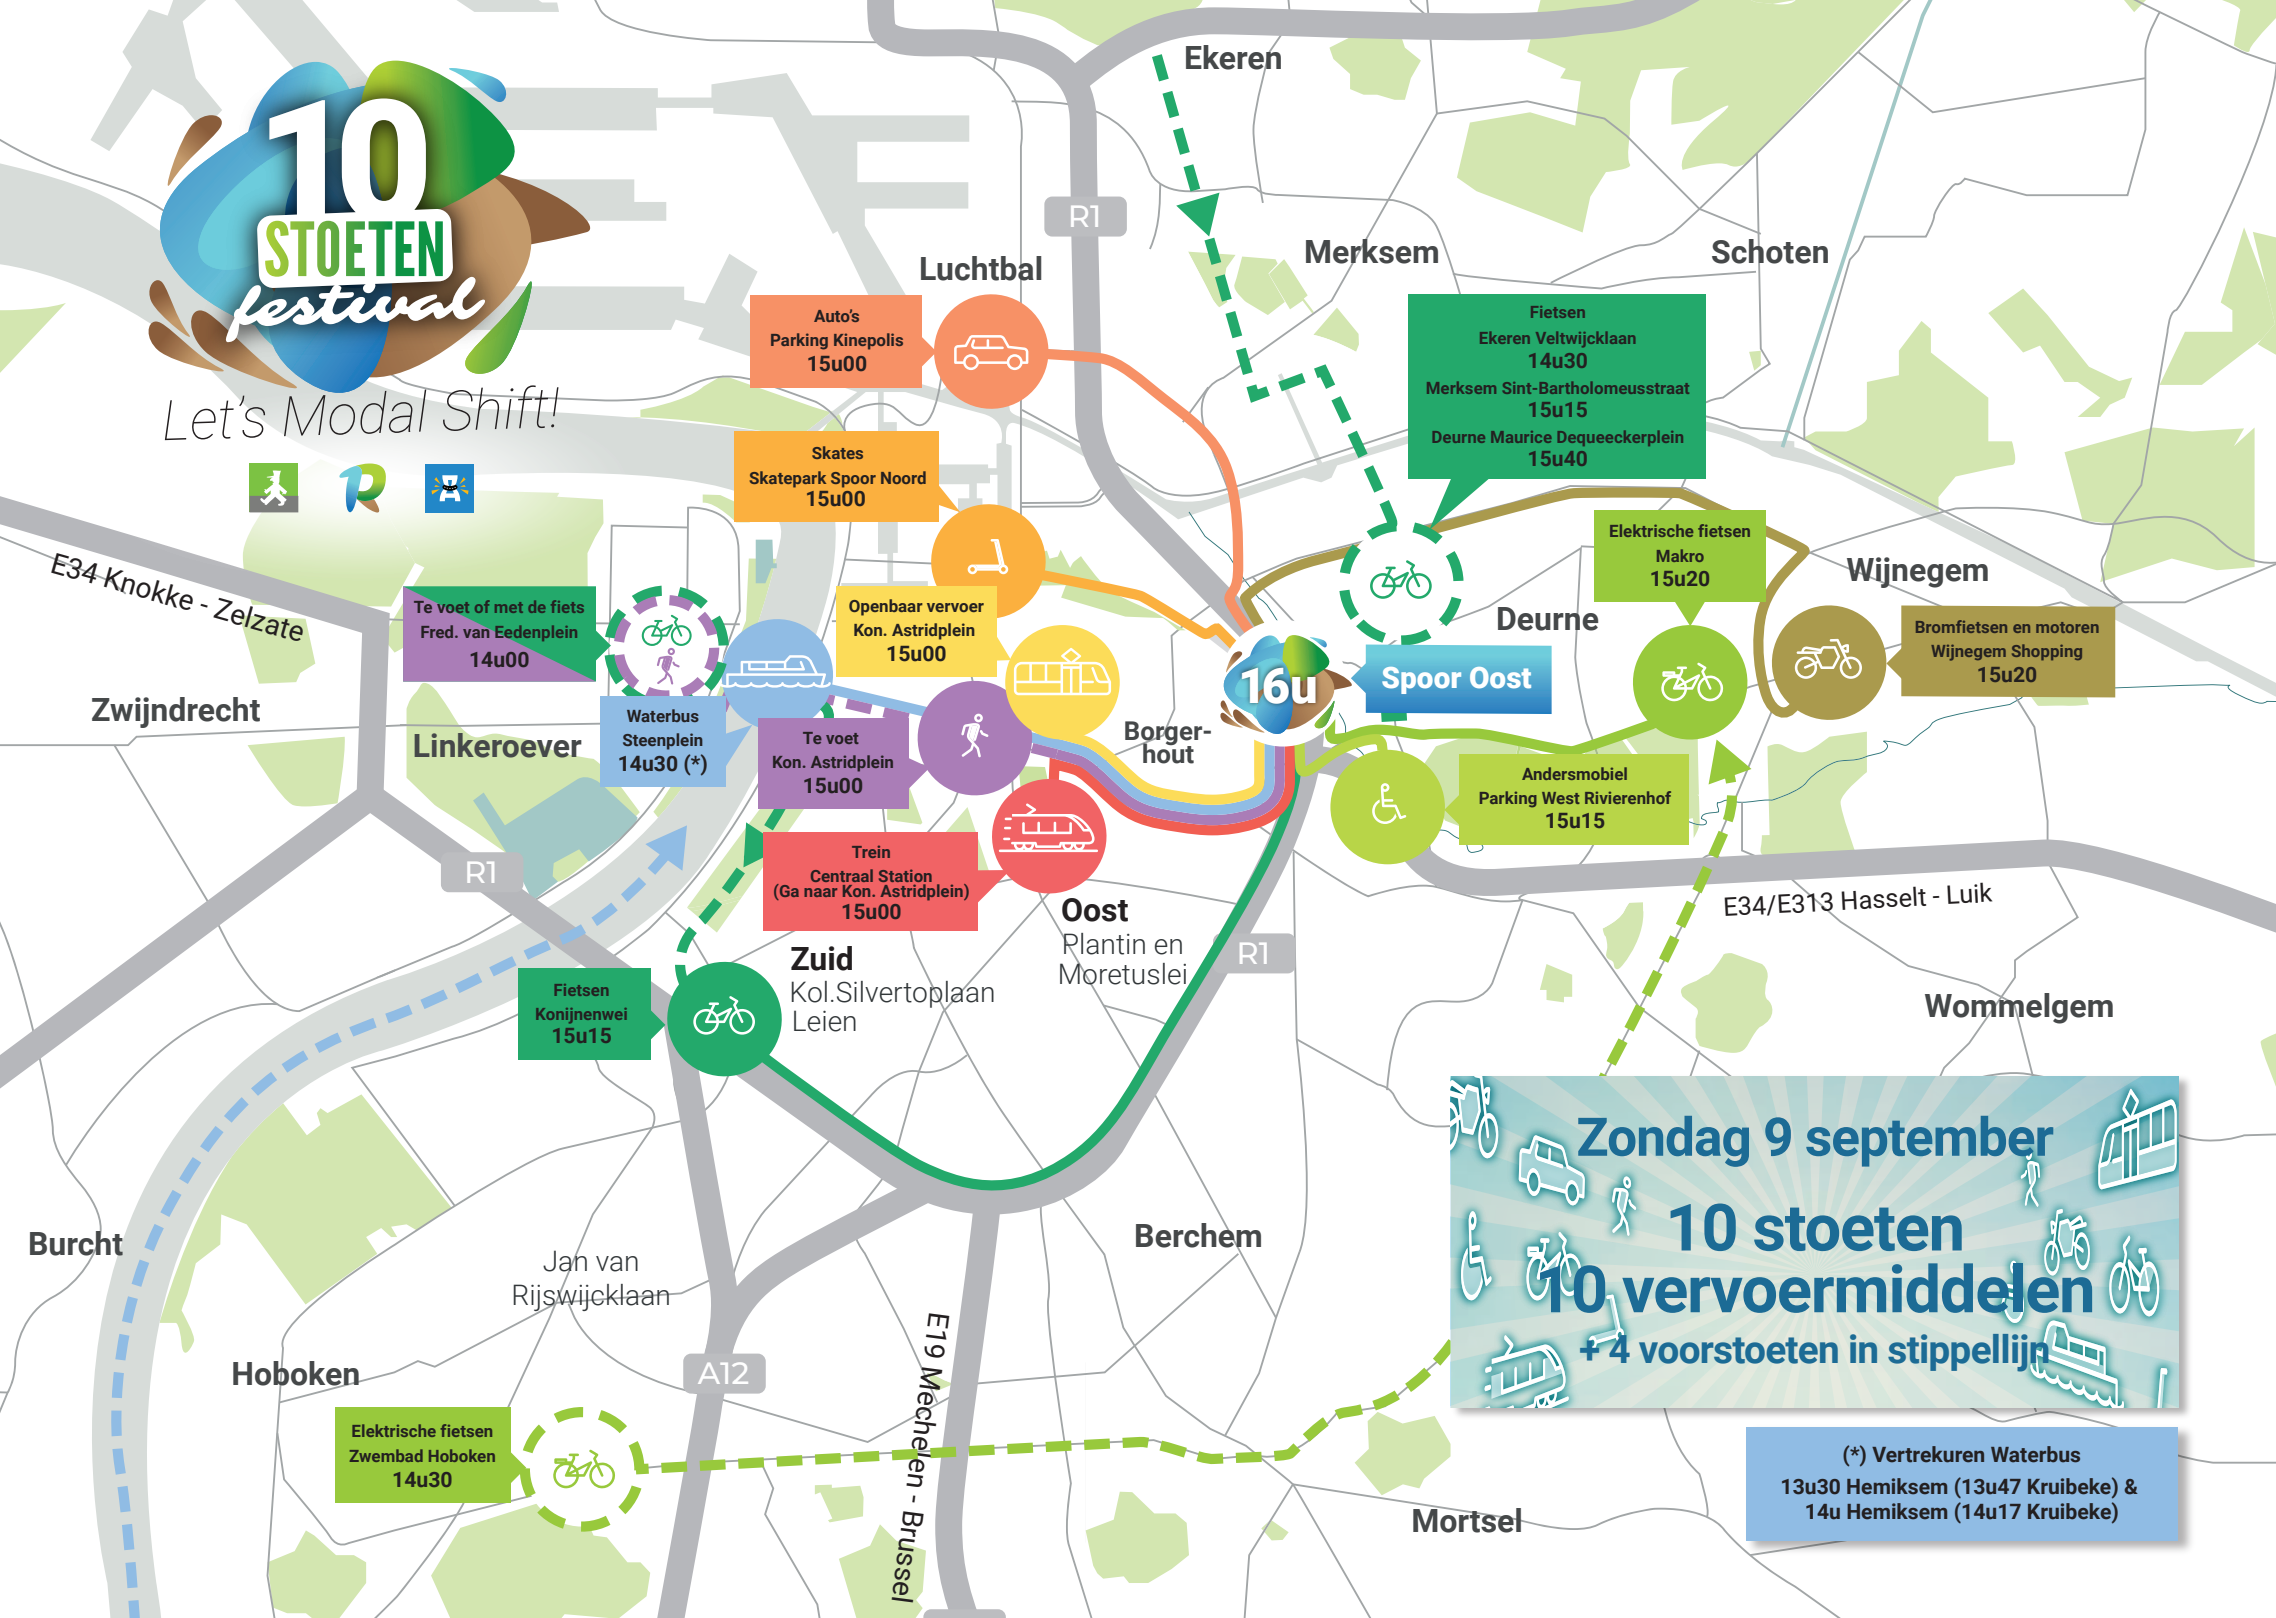 10
STOETEN
festival
Let's Modal Shift!
Ekeren
R1
Merksem
Schoten
Luchtbal
Auto's
Parking Kinepolis
15u00
Fietsen
Ekeren Veltwijcklaan
14u30
Merksem Sint-Bartholomeusstraat
15u15
Deurne Maurice Dequeeckerplein
15u40
Skates
Skatepark Spoor Noord
15u00
Elektrische fietsen
Makro
15u20
Wijnegem
E34 Knokke - Zelzate
Te voet of met de fiets
Fred. van Eedenplein
14u00
Openbaar vervoer
Kon. Astridplein
15u00
Deurne
Bromfietsen en motoren
Wijnegem Shopping
15u20
16u
Spoor Oost
Zwijndrecht
Linkeroever
Waterbus
Steenplein
14u30 (*)
Te voet
Kon. Astridplein
15u00
Borger-
hout
Andersmobiel
Parking West Rivierenhof
15u15
R1
Trein
Centraal Station
(Ga naar Kon. Astridplein)
15u00
E34/E313 Hasselt - Luik
Oost
Plantin en
Moretuslei
R1
Zuid
Kol.Silvertoplaan
Leien
Fietsen
Konijnenwei
15u15
Wommelgem
Zondag 9 september
10 stoeten
10 vervoermiddelen
+ 4 voorstoeten in stippellijn
Burcht
Berchem
Jan van
Rijswijcklaan
E19 Mechelen - Brussel
A12
Hoboken
Elektrische fietsen
Zwembad Hoboken
14u30
Mortsel
(*) Vertrekuren Waterbus
13u30 Hemiksem (13u47 Kruibeke) &
14u Hemiksem (14u17 Kruibeke)